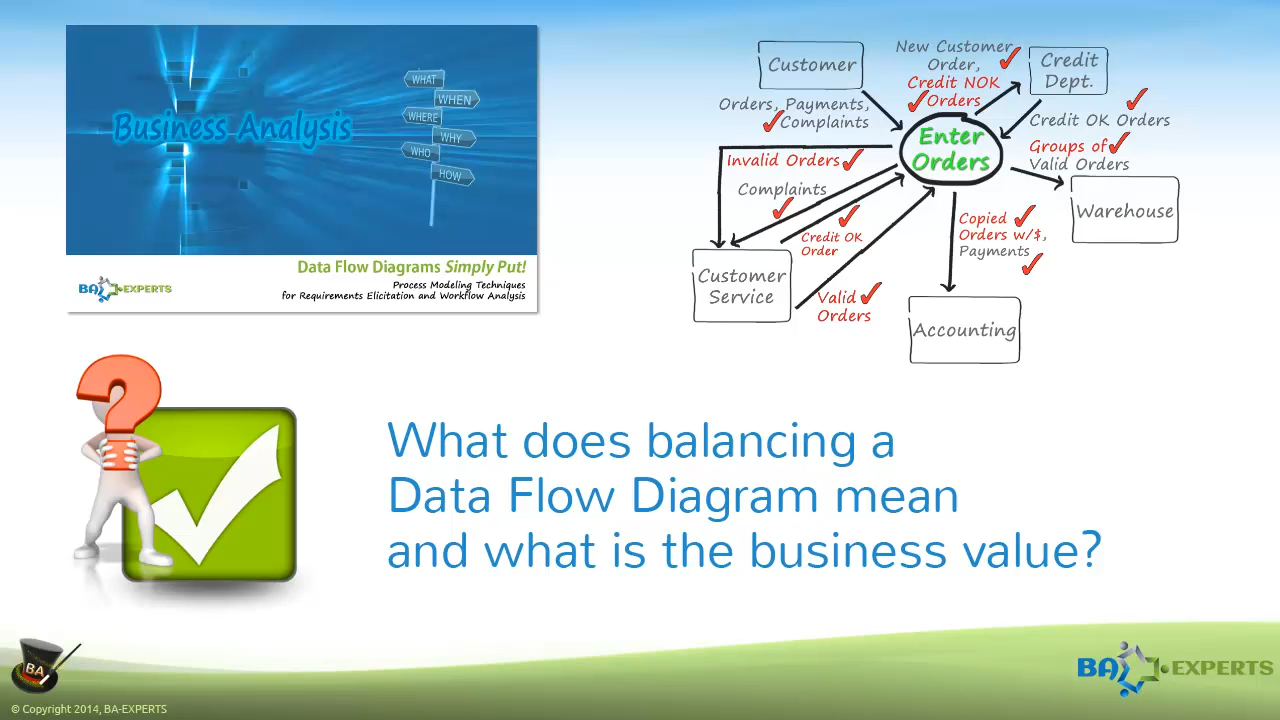 Business Analysis
WHAT
WHEN
WHERE
WHY
WHO
HOW
Data Flow Diagrams Simply Put!
Process Modeling Techniques
for Requirements Elicitation and Workflow Analysis
BA-EXPERTS
Customer
New Customer
Order,
Credit NOK
Orders
Credit
Dept.
Orders, Payments,
Complaints
Enter
Orders
Credit OK Orders
Invalid Orders
Groups of
Valid Orders
Complaints
Warehouse
Credit OK
Order
Copied
Orders w/$,
Payments
Customer
Service
Valid
Orders
Accounting
What does balancing a
Data Flow Diagram mean
and what is the business value?
BA
© Copyright 2014, BA-EXPERTS
BA-EXPERTS